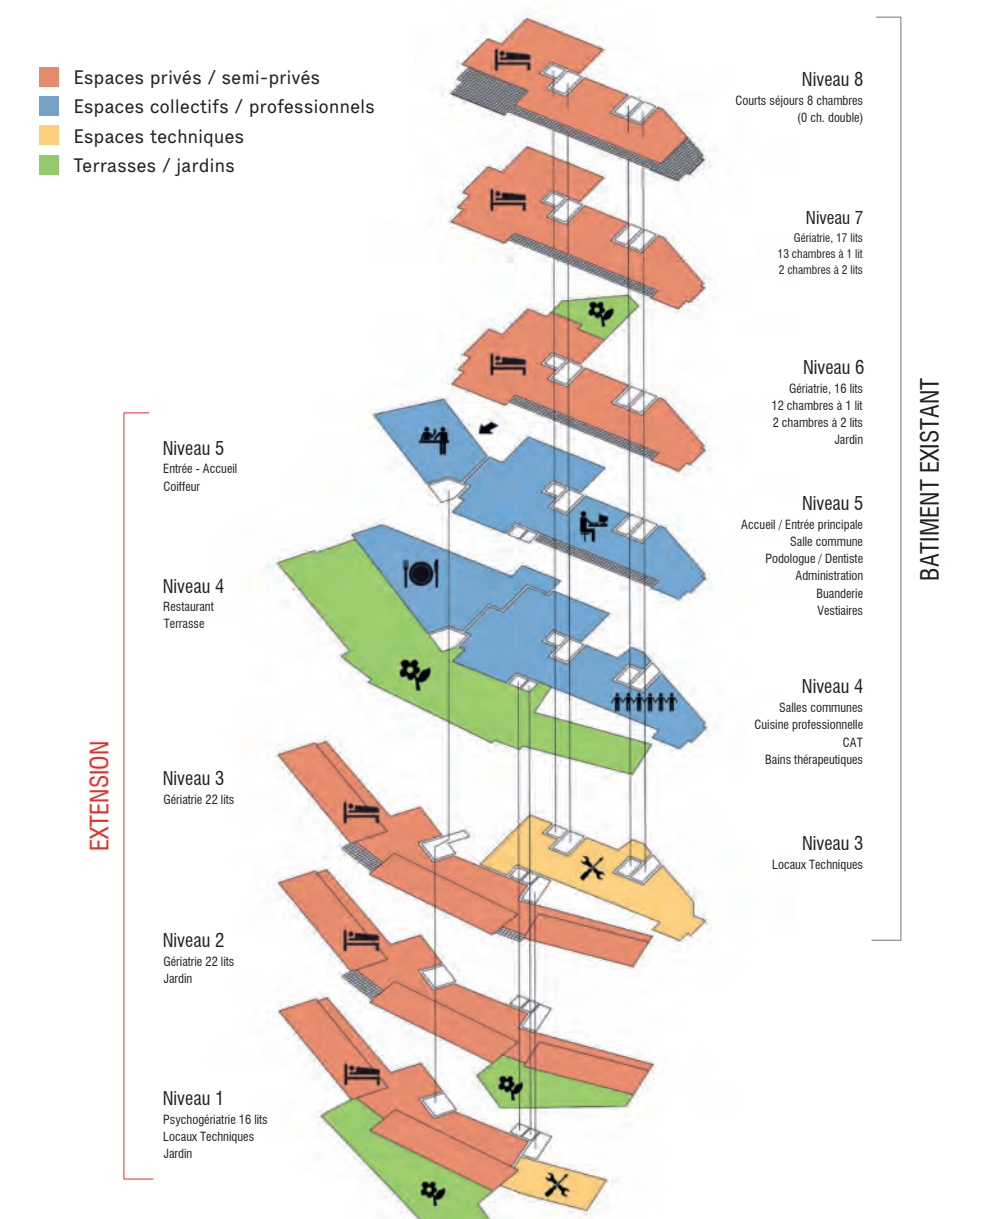 Espaces privés / semi-privés
Espaces collectifs / professionnels
Espaces techniques
Terrasses / jardins
Niveau 8
Courts séjours 8 chambres
(0 ch. double)
Niveau 7
Gériatrie, 17 lits
13 chambres à 1 lit
2 chambres à 2 lits
Niveau 6
Gériatrie, 16 lits
12 chambres à 1 lit
2 chambres à 2 lits
Jardin
Niveau 5
Accueil / Entrée principale
Salle commune
Podologue / Dentiste
Administration
Buanderie
Vestiaires
Niveau 4
Salles communes
Cuisine professionnelle
CAT
Bains thérapeutiques
Niveau 3
Locaux Techniques
BATIMENT EXISTANT
Niveau 5
Entrée - Accueil
Coiffeur
Niveau 4
Restaurant
Terrasse
Niveau 3
Gériatrie 22 lits
Niveau 2
Gériatrie 22 lits
Jardin
Niveau 1
Psychogériatrie 16 lits
Locaux Techniques
Jardin
EXTENSION